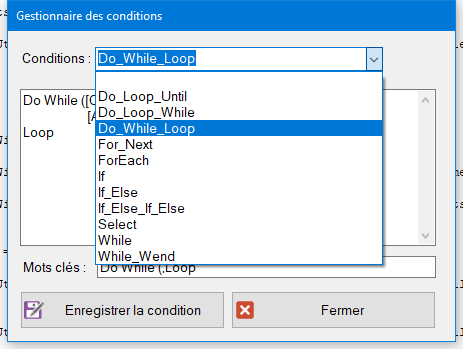 Gestionnaire des conditions
Conditions : Do_While_Loop
Do_Loop_Until
Do_Loop_While
Do_While_Loop
For_Next
ForEach
If
If_Else
If_Else_If_Else
Select
While
While_Wend
Do While ([
Loop
Mots clés : Do While (,Loop
Enregistrer la condition
Fermer